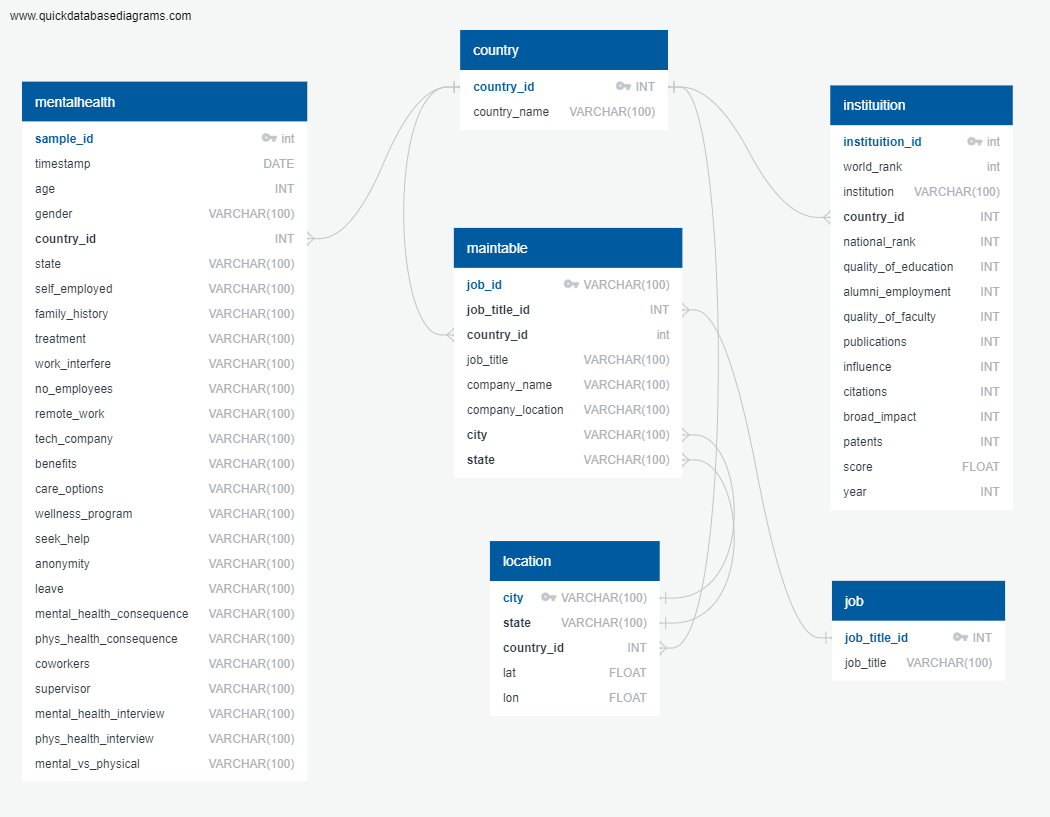 www.quickdatabasediagrams.com
country
country_id INT
country_name VARCHAR(100)
mentalhealth
sample_id int
timestamp DATE
age INT
gender VARCHAR(100)
country_id INT
state VARCHAR(100)
self_employed VARCHAR(100)
family_history VARCHAR(100)
treatment VARCHAR(100)
work_interfere VARCHAR(100)
no_employees VARCHAR(100)
remote_work VARCHAR(100)
tech_company VARCHAR(100)
benefits VARCHAR(100)
care_options VARCHAR(100)
wellness_program VARCHAR(100)
seek_help VARCHAR(100)
anonymity VARCHAR(100)
leave VARCHAR(100)
mental_health_consequence VARCHAR(100)
phys_health_consequence VARCHAR(100)
coworkers VARCHAR(100)
supervisor VARCHAR(100)
mental_health_interview VARCHAR(100)
phys_health_interview VARCHAR(100)
mental_vs_physical VARCHAR(100)
maintable
job_id VARCHAR(100)
job_title_id INT
country_id int
job_title VARCHAR(100)
company_name VARCHAR(100)
company_location VARCHAR(100)
city VARCHAR(100)
state VARCHAR(100)
location
city VARCHAR(100)
state VARCHAR(100)
country_id INT
lat FLOAT
lon FLOAT
instituition
instituition_id int
world_rank int
institution VARCHAR(100)
country_id INT
national_rank INT
quality_of_education INT
alumni_employment INT
quality_of_faculty INT
publications INT
influence INT
citations INT
broad_impact INT
patents INT
score FLOAT
year INT
job
job_title_id INT
job_title VARCHAR(100)